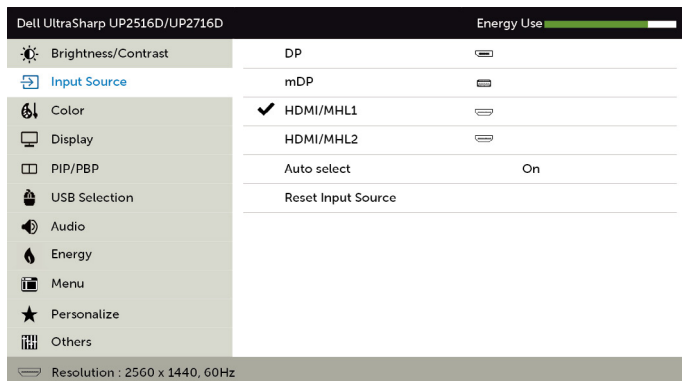 Dell UltraSharp UP2516D/UP2716D Energy Use
Brightness/Contrast
Input Source
Color
Display
PIP/PBP
USB Selection
Audio
Energy
Menu
Personalize
Others
DP
mDP
HDMI/MHL1
HDMI/MHL2
Auto select On
Reset Input Source
Resolution : 2560 x 1440, 60Hz